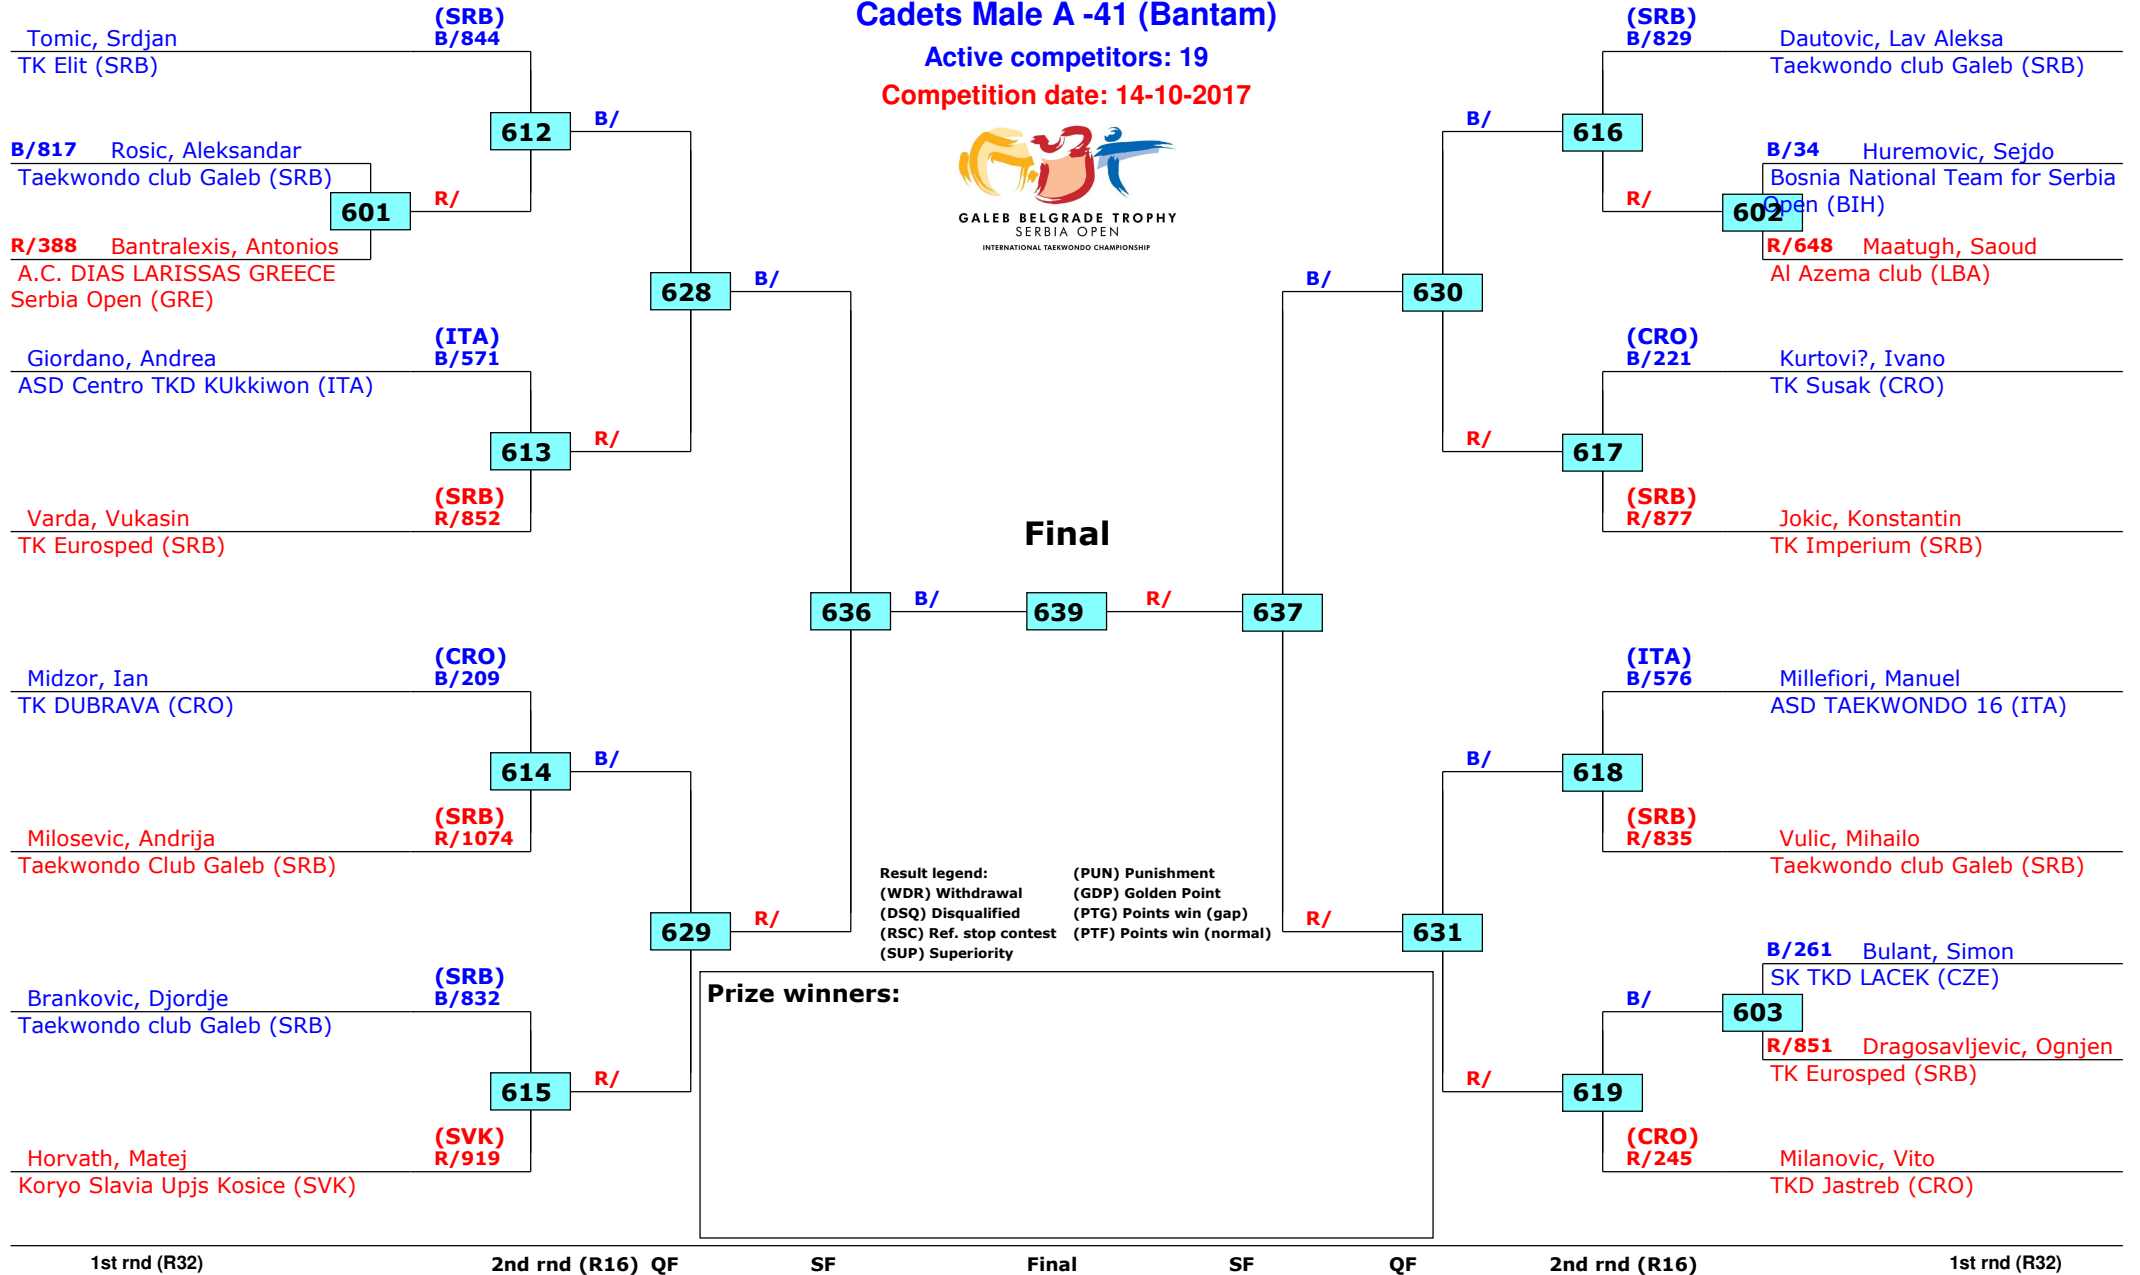 Cadets Male A -41 (Bantam)
Active competitors: 19
Competition date: 14-10-2017
GALEB BELGRADE TROPHY
SERBIA OPEN
INTERNATIONAL TAEKWONDO CHAMPIONSHIP
(SRB)
Tomic, Srdjan B/844
TK Elit (SRB)
612
B/
B/817 Rosic, Aleksandar
Taekwondo club Galeb (SRB)
601
R/
R/388 Bantralexis, Antonios
A.C. DIAS LARISSAS GREECE
Serbia Open (GRE)
628
B/
(ITA)
Giordano, Andrea B/571
ASD Centro TKD KUkkiwon (ITA)
613
R/
(SRB)
Varda, Vukasin R/852
TK Eurosped (SRB)
636
B/
(CRO)
Midzor, Ian B/209
TK DUBRAVA (CRO)
614
B/
(SRB)
Milosevic, Andrija R/1074
Taekwondo Club Galeb (SRB)
629
R/
(SRB)
Brankovic, Djordje B/832
Taekwondo club Galeb (SRB)
615
R/
(SVK)
Horvath, Matej R/919
Koryo Slavia Upjs Kosice (SVK)
Final
639
R/
637
(SRB)
B/829 Dautovic, Lav Aleksa
Taekwondo club Galeb (SRB)
B/
616
B/34 Huremovic, Sejdo
Bosnia National Team for Serbia
Open (BIH)
R/
602
R/648 Maatugh, Saoud
Al Azema club (LBA)
B/
630
(CRO)
B/221 Kurtovi?, Ivano
TK Susak (CRO)
R/
617
(SRB)
R/877 Jokic, Konstantin
TK Imperium (SRB)
(ITA)
B/576 Millefiori, Manuel
ASD TAEKWONDO 16 (ITA)
B/
618
(SRB)
R/835 Vulic, Mihailo
Taekwondo club Galeb (SRB)
R/
631
B/261 Bulant, Simon
SK TKD LACEK (CZE)
B/
603
R/851 Dragosavljevic, Ognjen
TK Eurosped (SRB)
R/
619
(CRO)
R/245 Milanovic, Vito
TKD Jastreb (CRO)
Result legend: (PUN) Punishment
(WDR) Withdrawal (GDP) Golden Point
(DSQ) Disqualified (PTG) Points win (gap)
(RSC) Ref. stop contest (PTF) Points win (normal)
(SUP) Superiority
Prize winners:
1st rnd (R32) 2nd rnd (R16) QF SF Final SF QF 2nd rnd (R16) 1st rnd (R32)